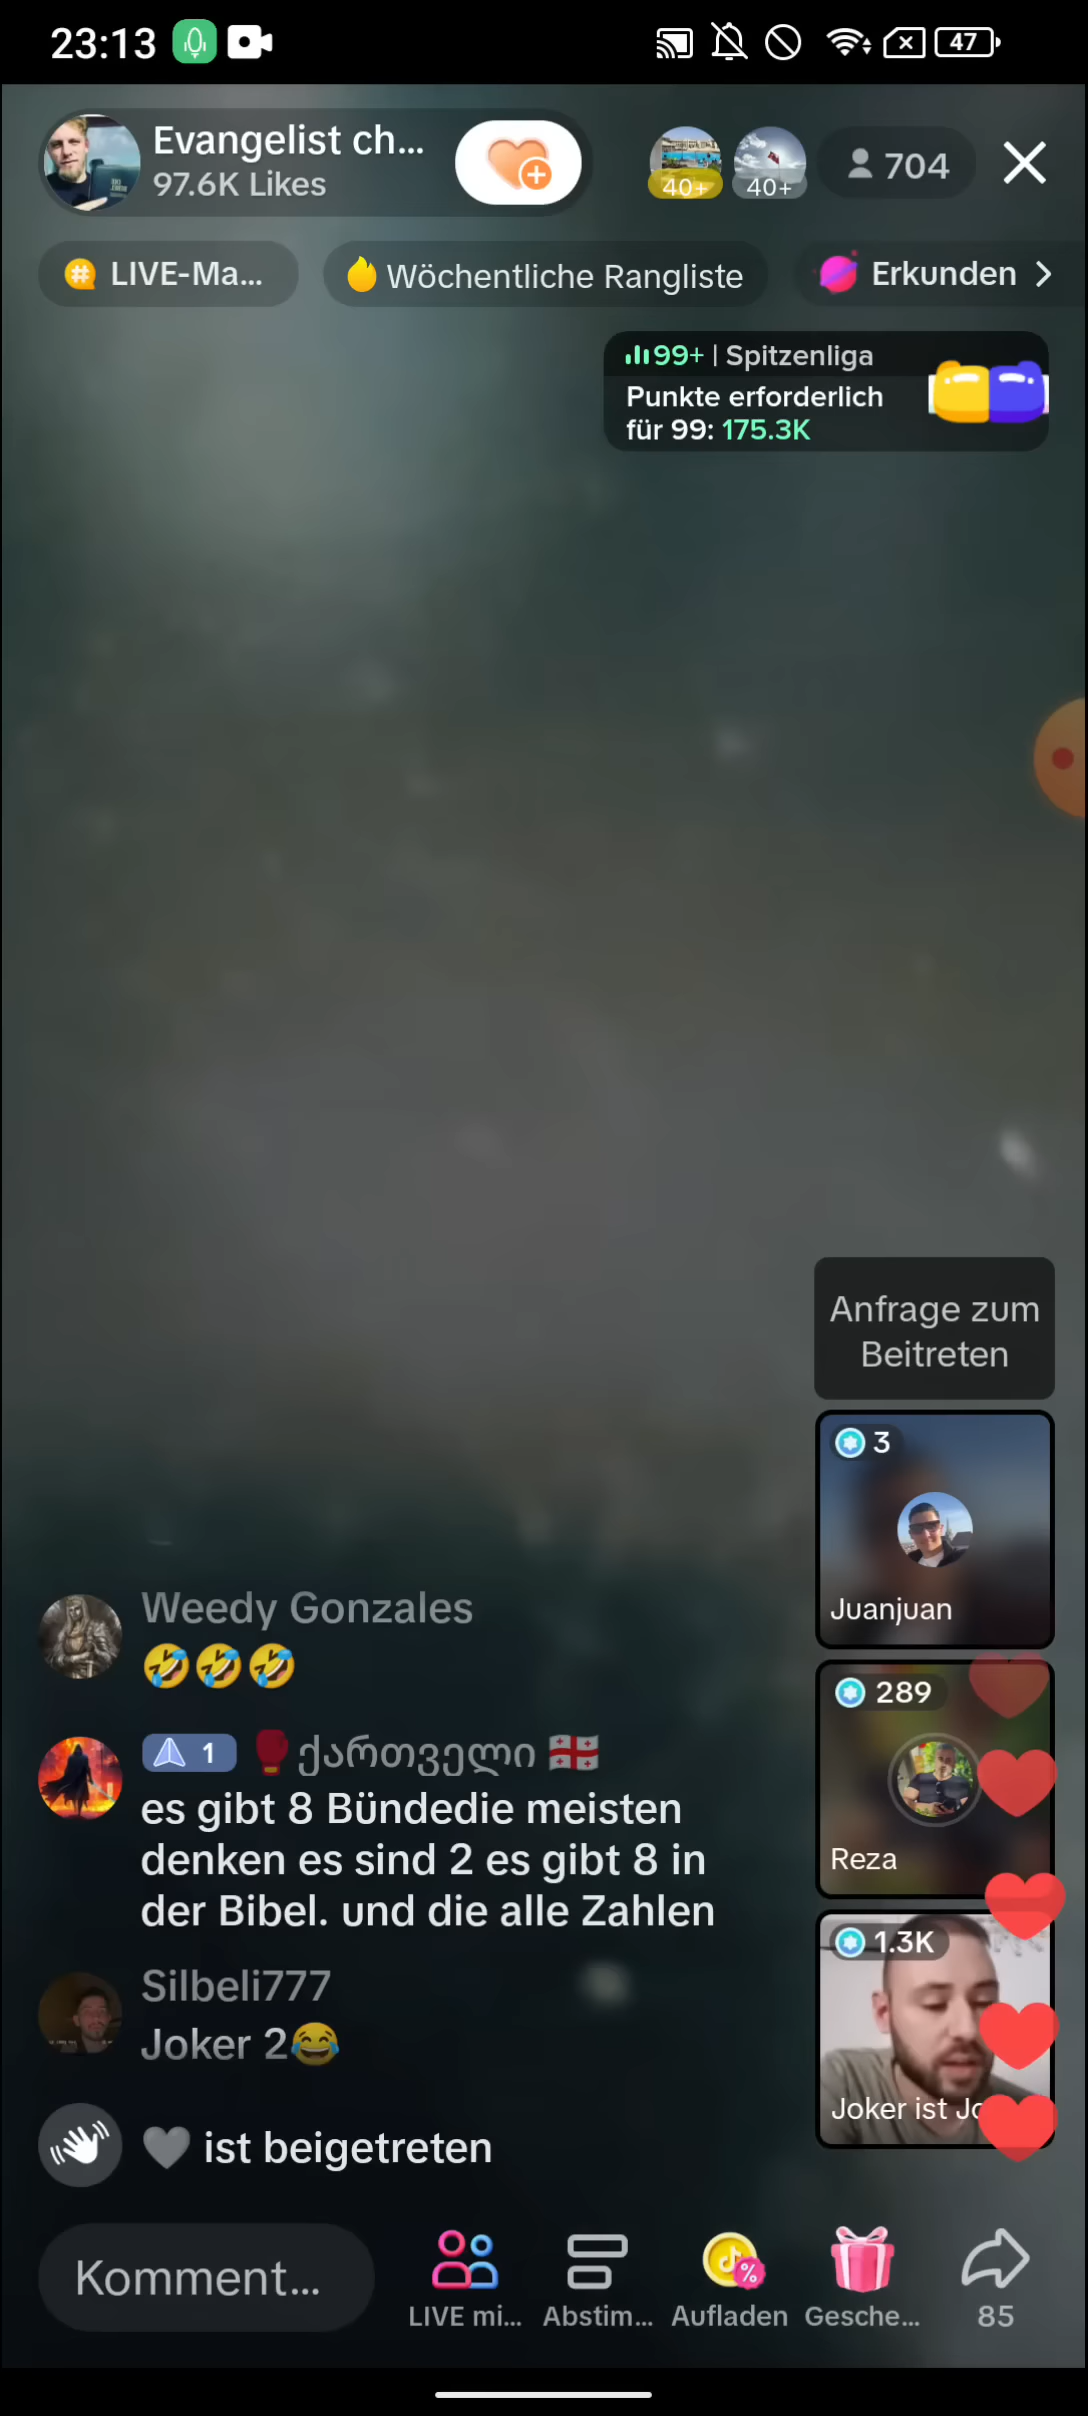 23:13
47
Evangelist ch...
97.6K Likes
40+
40+
704
LIVE-Ma...
Wöchentliche Rangliste
Erkunden
99+ | Spitzenliga
Punkte erforderlich
für 99: 175.3K
Anfrage zum
Beitreten
3
Juanjuan
289
Reza
1.3K
Joker ist Jo
Weedy Gonzales
🤣🤣🤣
1 🥊ქართველი 🇬🇪
es gibt 8 Bündedie meisten
denken es sind 2 es gibt 8 in
der Bibel. und die alle Zahlen
Silbeli777
Joker 2😂
🩶 ist beigetreten
Komment...
LIVE mi...
Abstim...
Aufladen
Gesche...
85